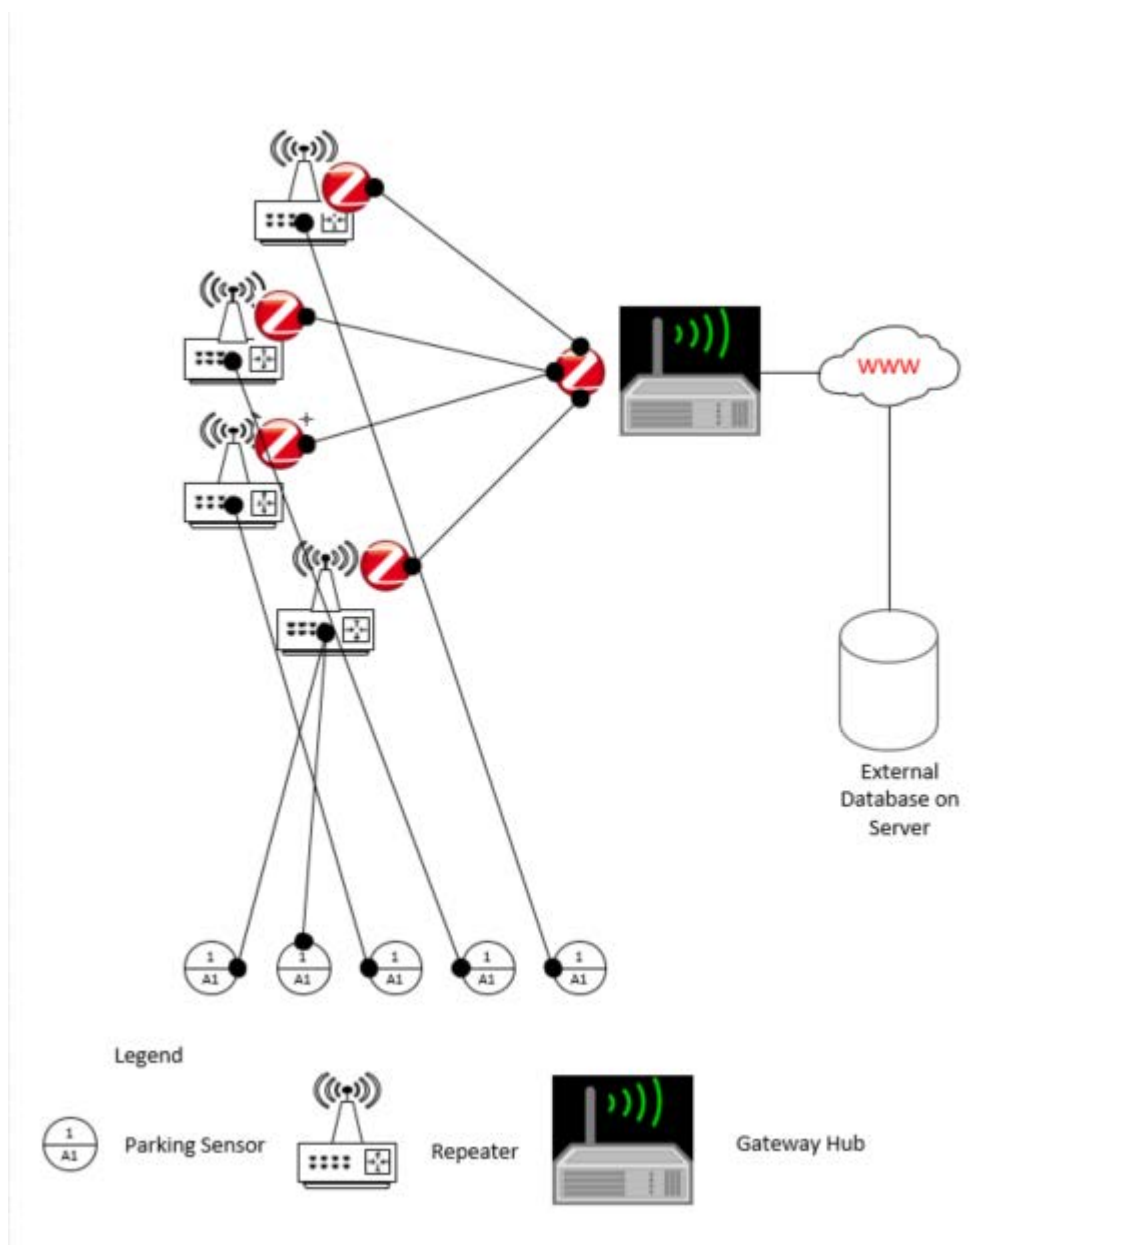 WWW
External
Database on
Server
1
A1
1
A1
1
A1
1
A1
1
A1
Legend
1
A1
Parking Sensor
Repeater
Gateway Hub